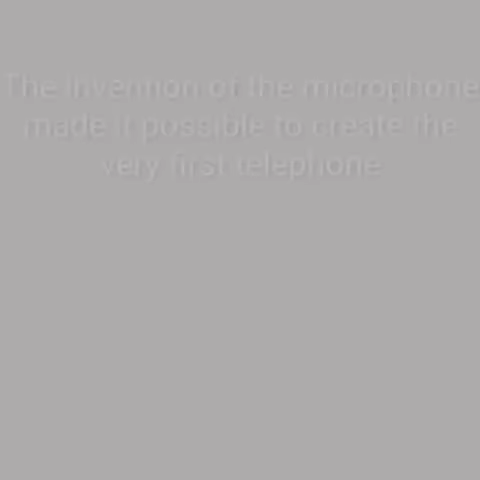 The invention of the microphone
made it possible to create the
very first telephone